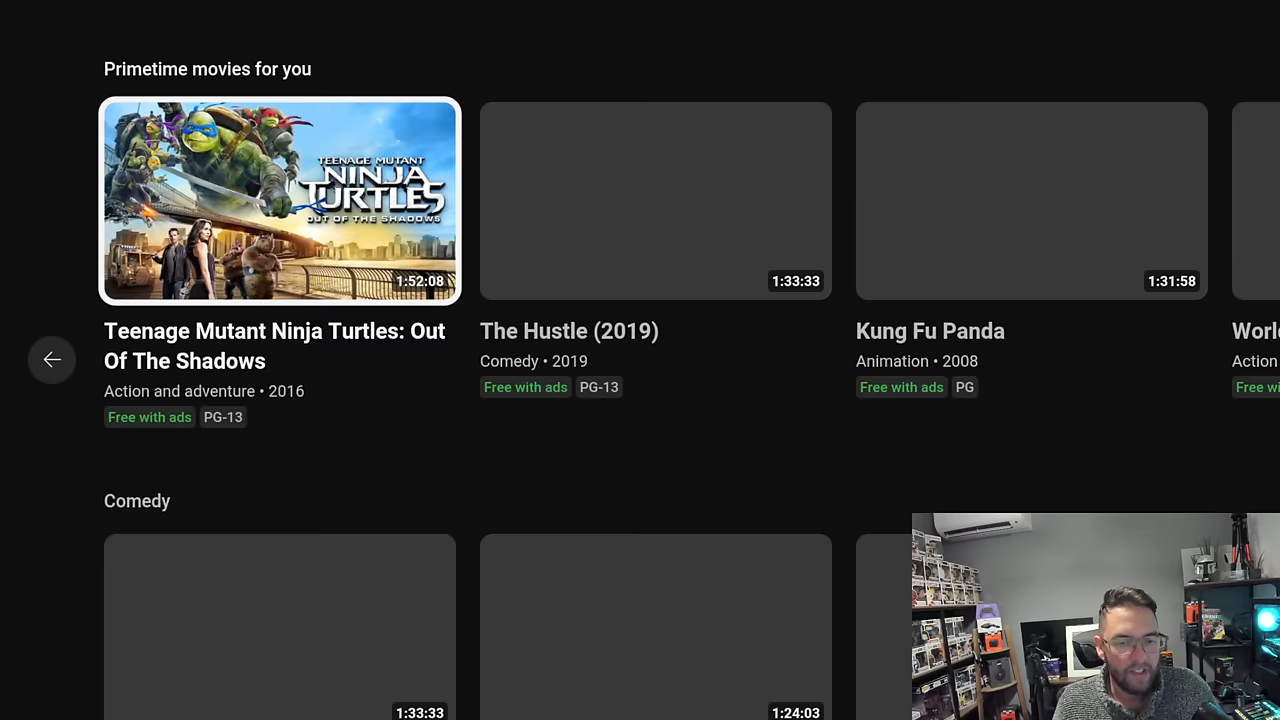 Primetime movies for you
TEENAGE MUTANT
NINJA
TURTLES
OUT OF THE SHADOWS
1:52:08
1:33:33
1:31:58
Teenage Mutant Ninja Turtles: Out
Of The Shadows
Action and adventure • 2016
Free with ads PG-13
The Hustle (2019)
Comedy • 2019
Free with ads PG-13
Kung Fu Panda
Animation • 2008
Free with ads PG
Worl
Action
Free wi
Comedy
1:33:33
1:24:03